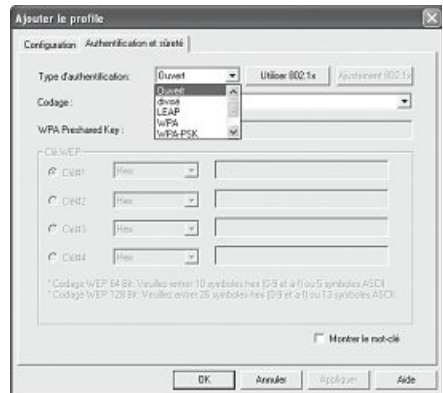 Ajouter le profile
Configuration Authentification et sûreté
Type d'authentification: Ouvert Utiliser 802.1x Ajustement 802.1x
Ouvert
divisé
LEAP
WPA
WPA-PSK
Codage :
WPA Preshared Key :
Clé WEP
Clé#1 Hex
Clé#2 Hex
Clé#3 Hex
Clé#4 Hex
* Codage WEP 64 Bit: Veuillez entrer 10 symboles hex (0-9 et a-f) ou 5 symboles ASCII
* Codage WEP 128 Bit: Veuillez entrer 26 symboles hex (0-9 et a-f) ou 13 symboles ASCII
Montrer le mot-clé
OK Annuler Appliquer Aide